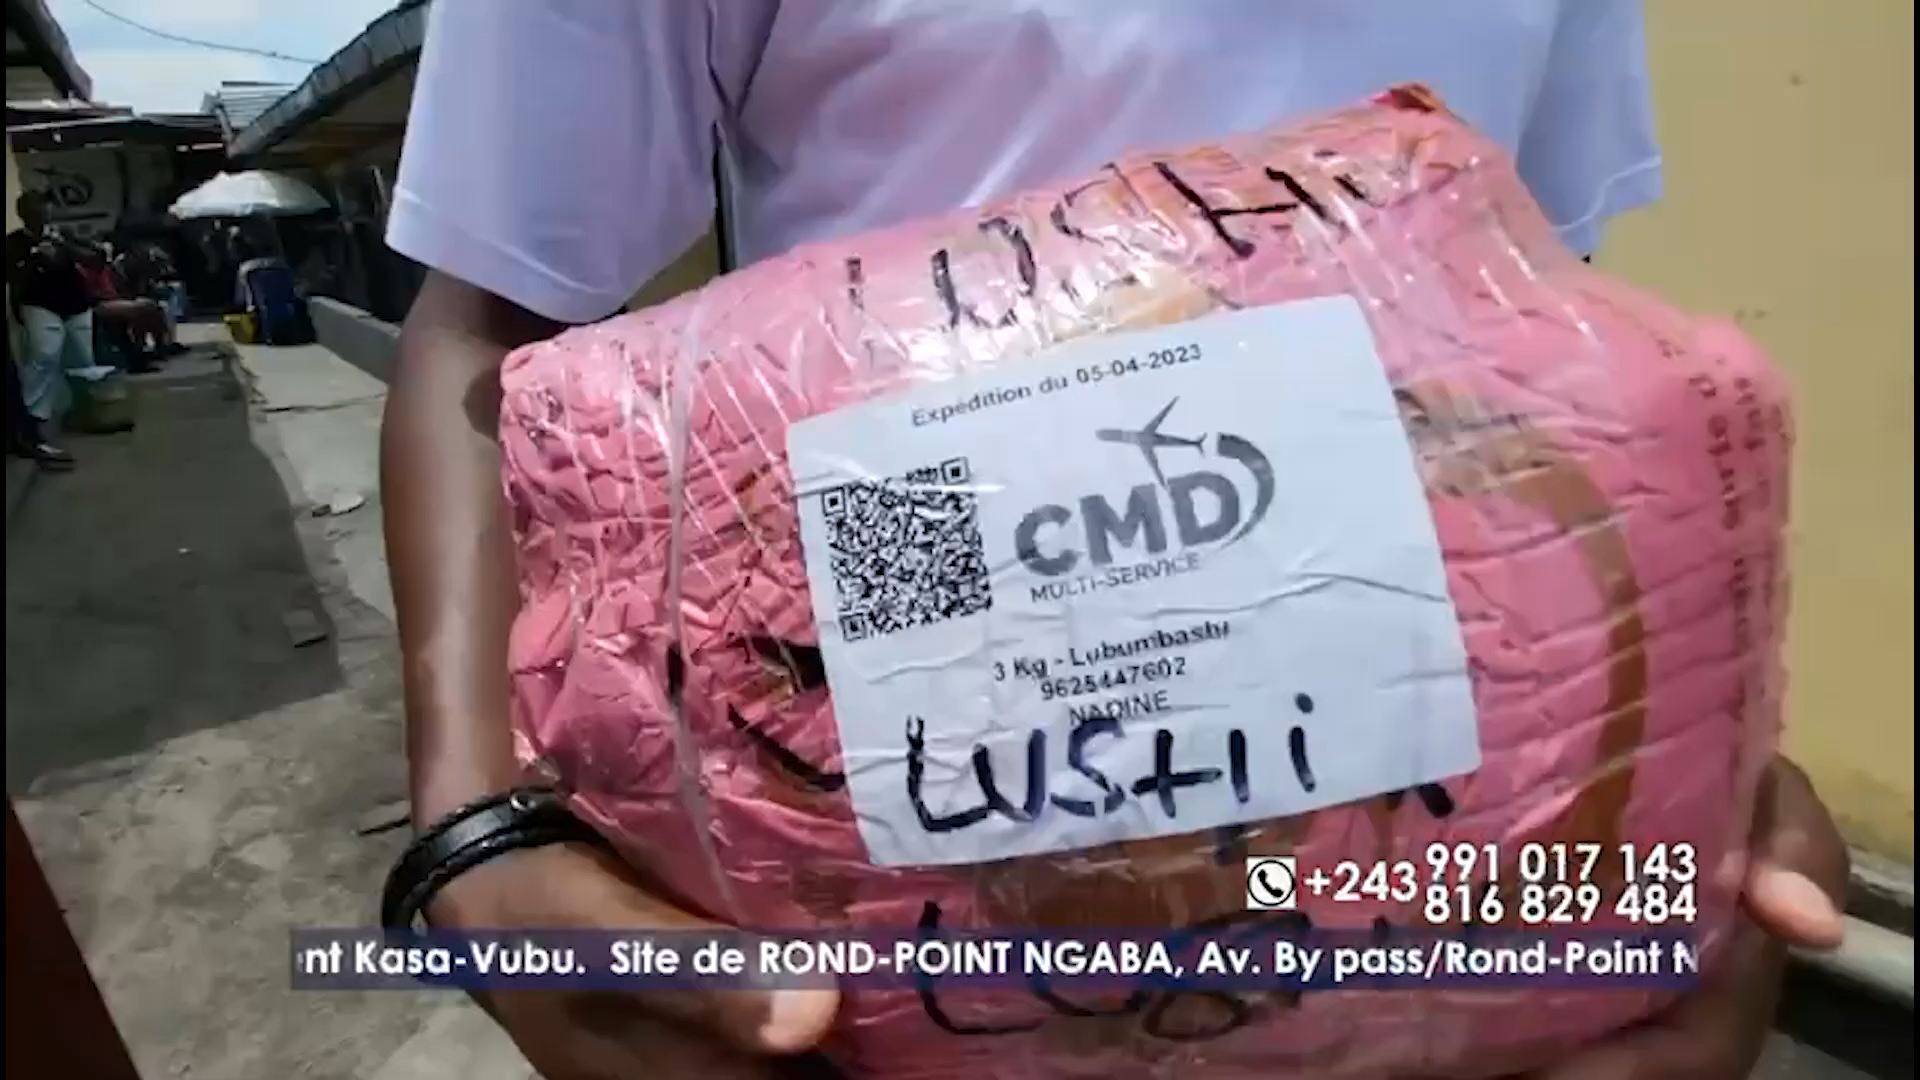 LUSHI
Expédition du 05-04-2023
CMD
MULTI-SERVICE
3 Kg - Lubumbashi
9625447602
NADINE
LUSHi
+243 991 017 143
816 829 484
nt Kasa-Vubu. Site de ROND-POINT NGABA, Av. By pass/Rond-Point N